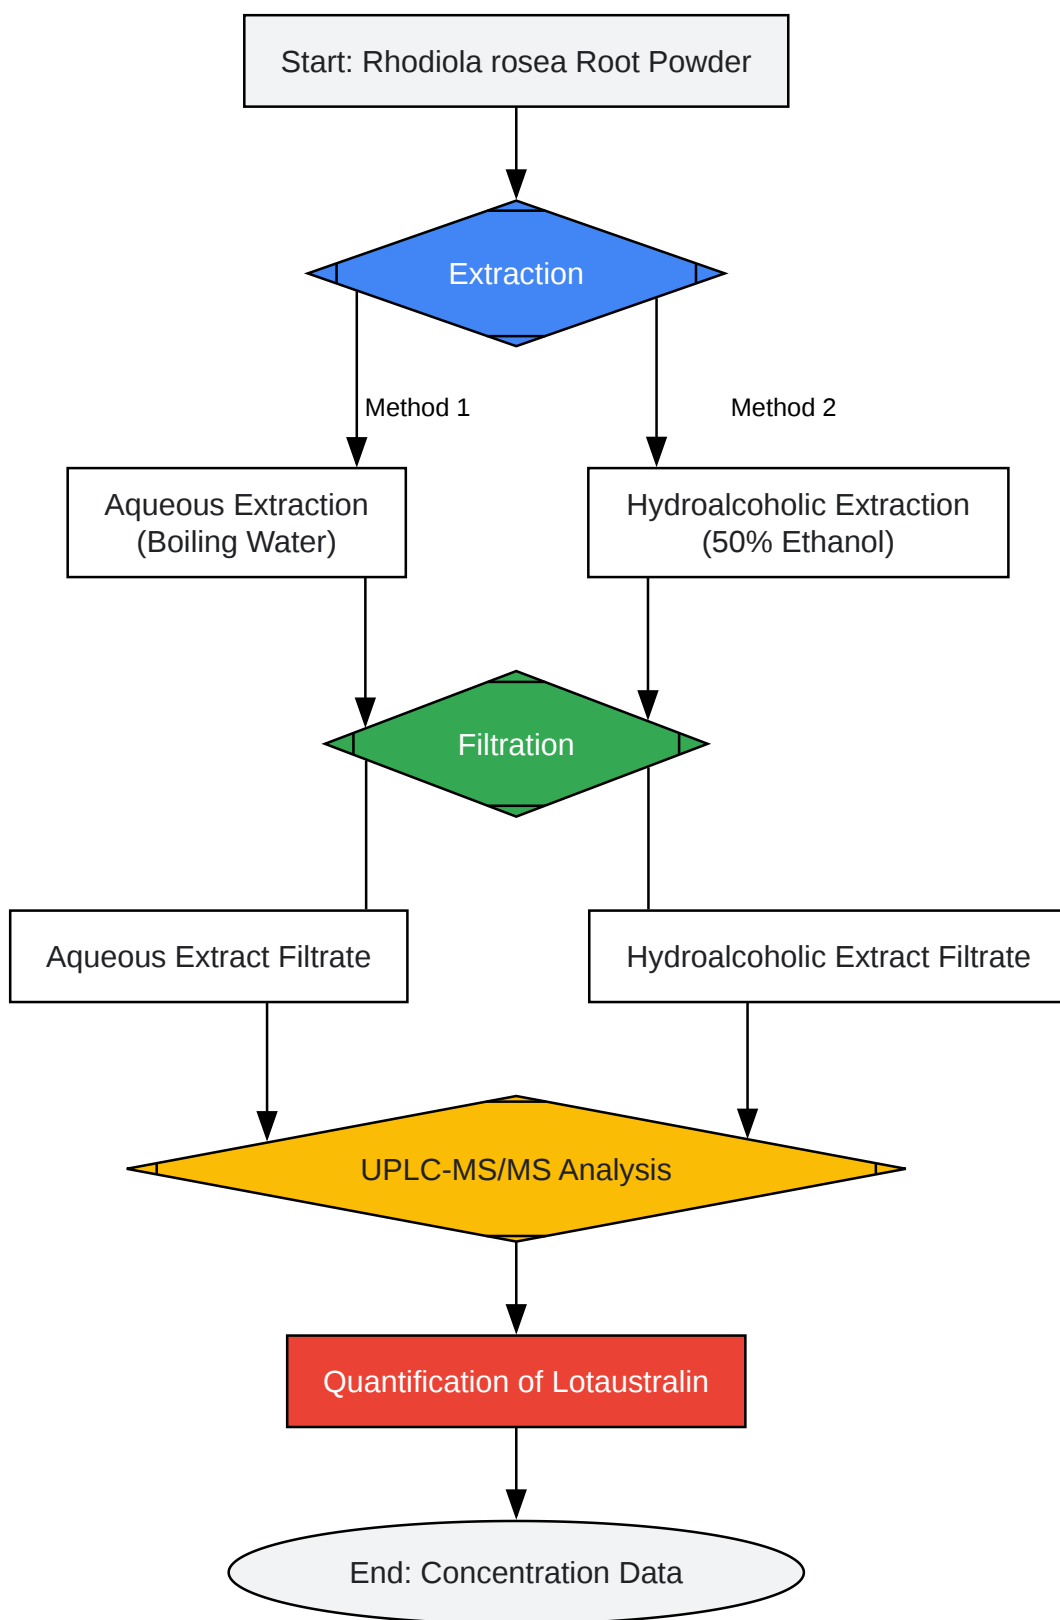 Start: Rhodiola rosea Root Powder
Extraction
Method 1
Method 2
Aqueous Extraction
(Boiling Water)
Hydroalcoholic Extraction
(50% Ethanol)
Filtration
Aqueous Extract Filtrate
Hydroalcoholic Extract Filtrate
UPLC-MS/MS Analysis
Quantification of Lotaustralin
End: Concentration Data